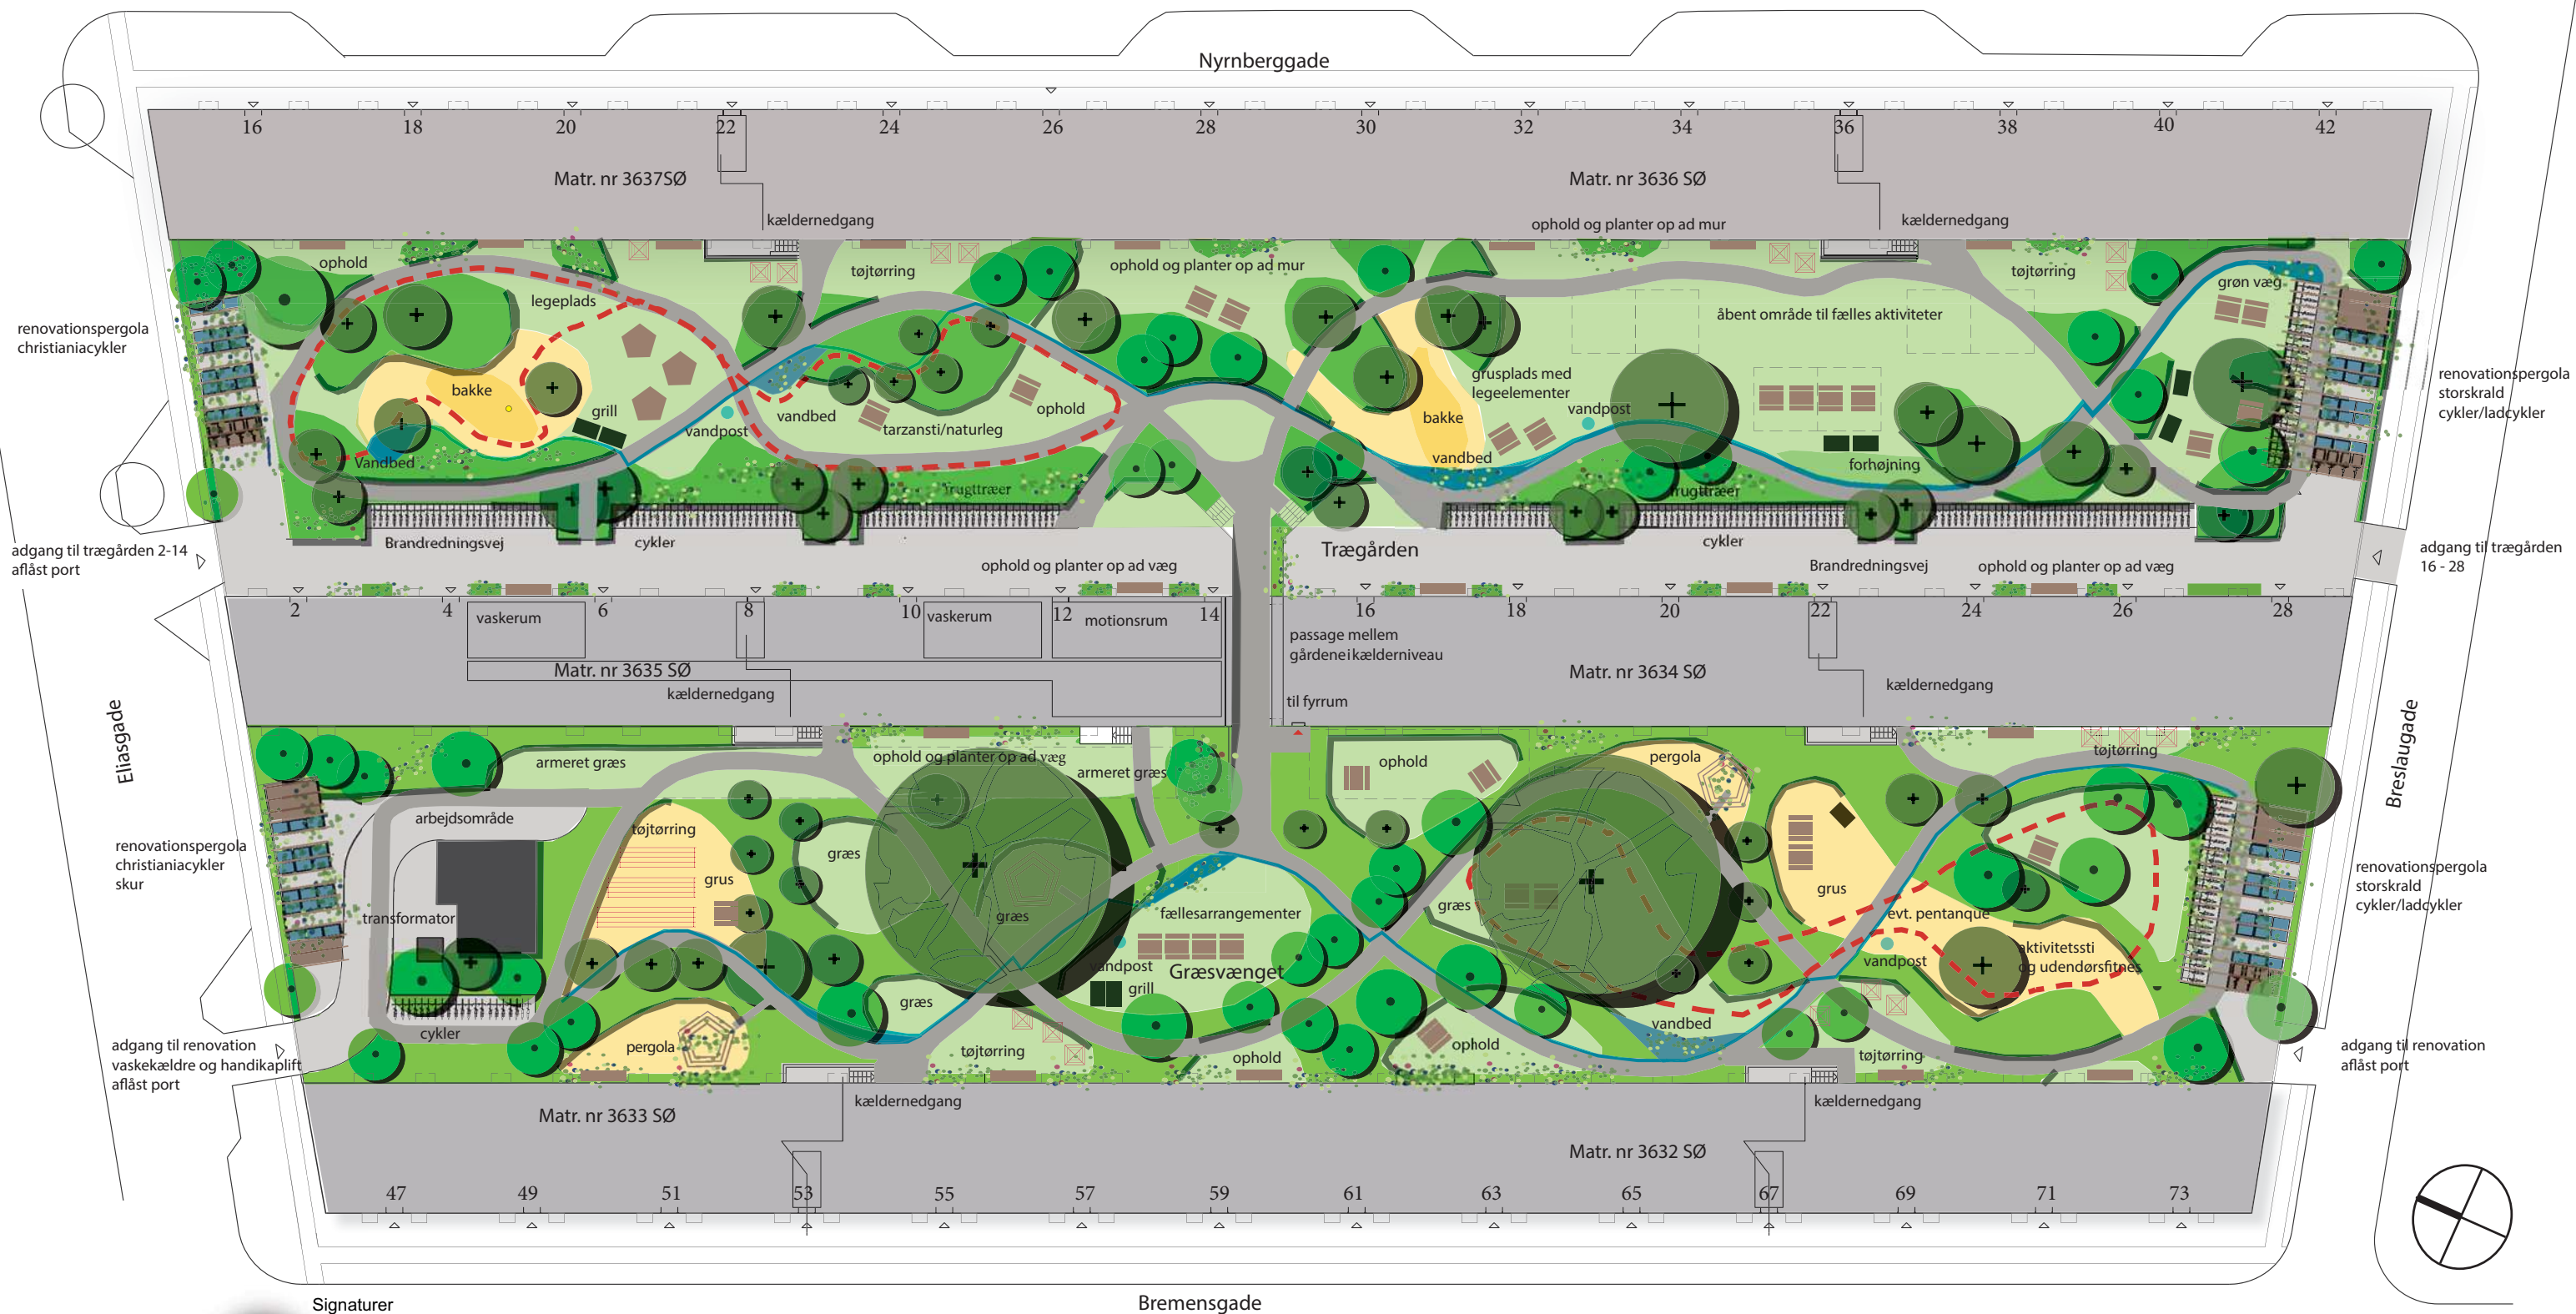 Nyrnberggade
16 18 20 22 24 26 28 30 32 34 36 38 40 42
Matr. nr 3637SØ
Matr. nr 3636 SØ
kældernedgang
ophold og planter op ad mur
kældernedgang
ophold
tøjtørring
ophold og planter op ad mur
tøjtørring
grøn væg
legeplads
åbent område til fælles aktiviteter
renovationspergola
christianiacykler
bakke
grill
vandpost
vandbed
tarzansti/naturleg
ophold
Vandbed
grusplads med
legeelementer
vandpost
bakke
vandbed
forhøjning
renovationspergola
storskrald
cykler/ladcykler
frugttræer
frugttræer
Brandredningsvej
cykler
Trægården
cykler
adgang til trægården 2-14
aflåst port
ophold og planter op ad væg
Brandredningsvej
ophold og planter op ad væg
adgang til trægården
16 - 28
2 4 6 8 10 12 14 16 18 20 22 24 26 28
vaskerum
vaskerum
motionsrum
passage mellem
gårdene i kælderniveau
Matr. nr 3635 SØ
Matr. nr 3634 SØ
kældernedgang
kældernedgang
til fyrrum
Eliasgade
Breslaugade
armeret græs
ophold og planter op ad væg
armeret græs
ophold
pergola
tøjtørring
arbejdsområde
tøjtørring
græs
grus
renovationspergola
christianiacykler
skur
transformator
græs
fællesarrangementer
græs
grus
evt. pentanque
renovationspergola
storskrald
cykler/ladcykler
aktivitetssti
og udendørsfitnes
vandpost
Græsvænget
vandpost
grill
græs
cykler
pergola
tøjtørring
ophold
ophold
vandbed
tøjtørring
adgang til renovation
vaskekældre og handikaplift
aflåst port
adgang til renovation
aflåst port
Matr. nr 3633 SØ
kældernedgang
kældernedgang
Matr. nr 3632 SØ
47 49 51 53 55 57 59 61 63 65 67 69 71 73
Signaturer
Bremensgade